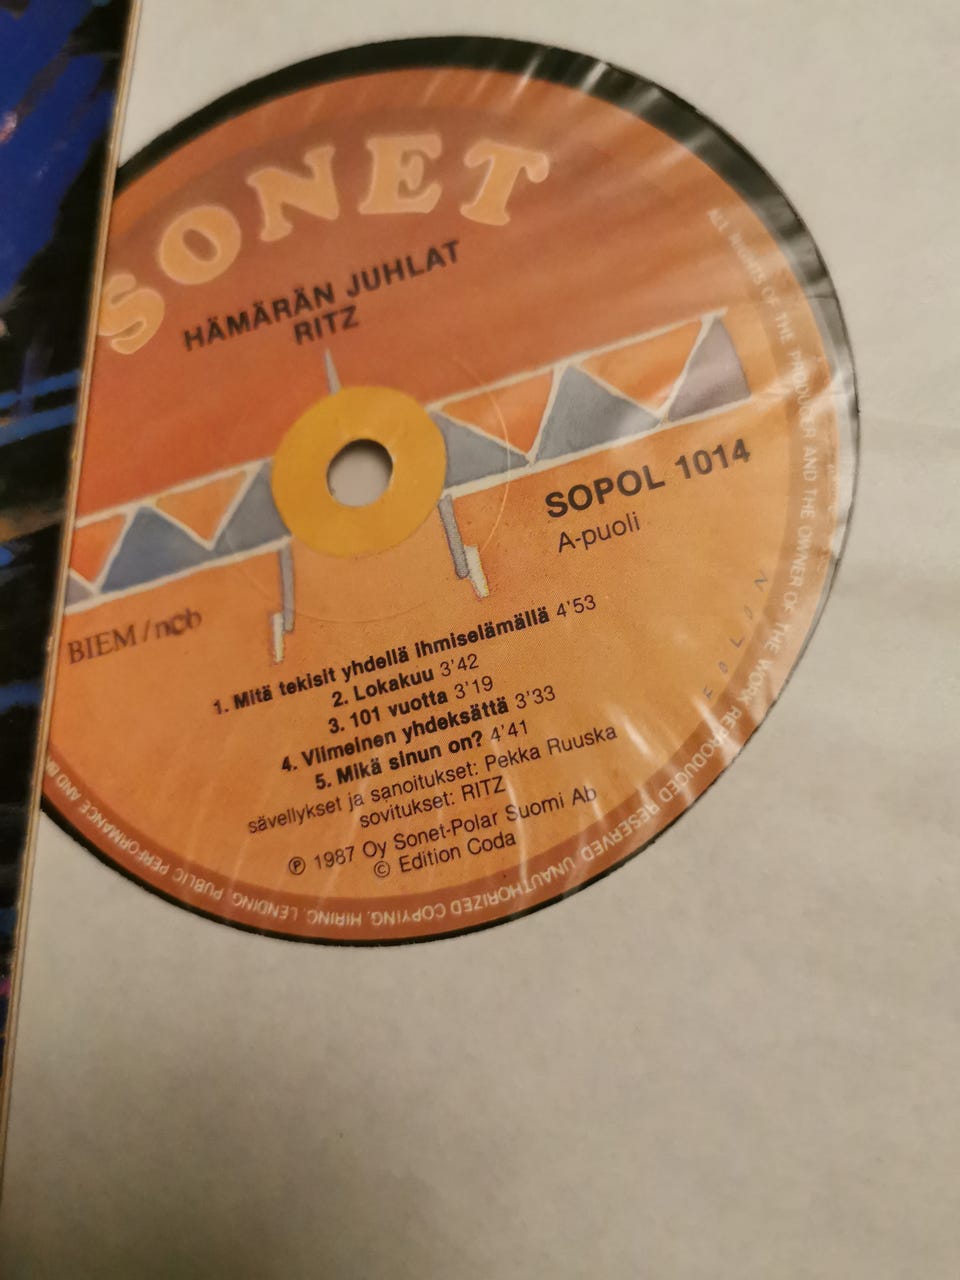 SONET
HÄMÄRÄN JUHLAT
RITZ
SOPOL 1014
A-puoli
BIEM/ncb
1. Mitä tekisit yhdellä ihmiselämällä 4'53
2. Lokakuu 3'42
3. 101 vuotta 3'19
4. Viimeinen yhdeksättä 3'33
5. Mikä sinun on? 4'41
sävellykset ja sanoitukset: Pekka Ruuska
sovitukset: RITZ
℗ 1987 Oy Sonet-Polar Suomi Ab
© Edition Coda
FOLON
ALL RIGHTS OF THE PRODUCER AND THE OWNER OF THE WORK REPRODUCED RESERVED UNAUTHORIZED COPYING, HIRING, LENDING, PUBLIC PERFORMANCE AND